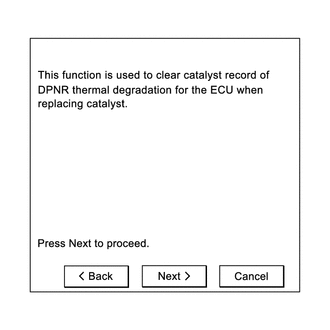 This function is used to clear catalyst record of
DPNR thermal degradation for the ECU when
replacing catalyst.
Press Next to proceed.
< Back
Next >
Cancel